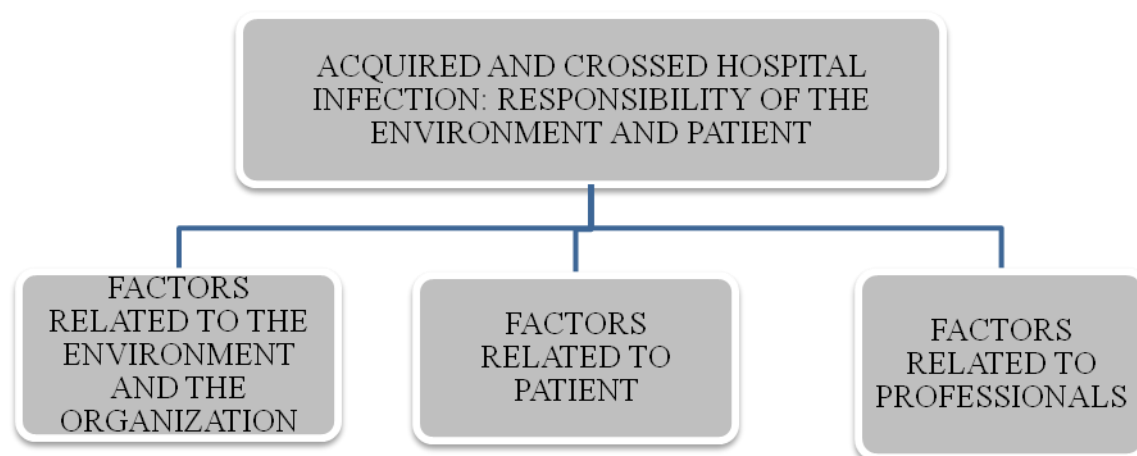 ACQUIRED AND CROSSED HOSPITAL
INFECTION: RESPONSIBILITY OF THE
ENVIRONMENT AND PATIENT
FACTORS
RELATED TO THE
ENVIRONMENT
AND THE
ORGANIZATION
FACTORS
RELATED TO
PATIENT
FACTORS
RELATED TO
PROFESSIONALS